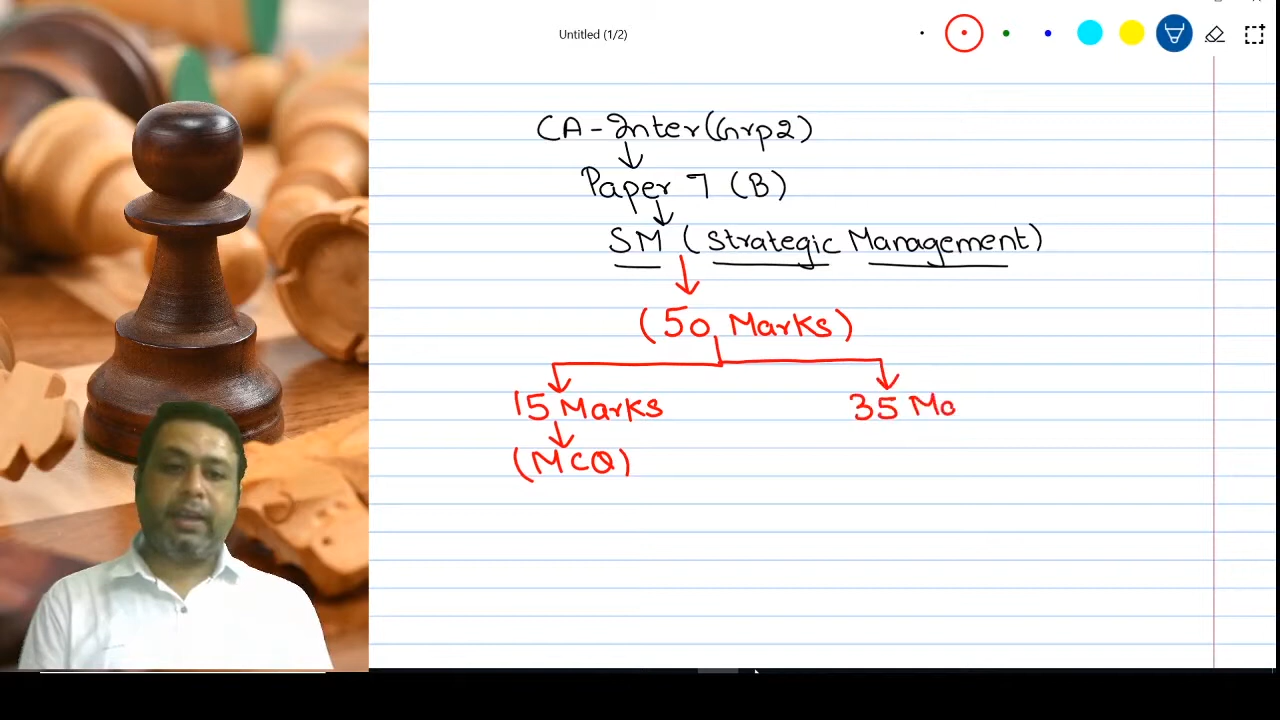 Untitled (1/2)
CA-Inter (Grp2)
Paper 7 (B)
SM (Strategic Management)
(50 Marks)
15 Marks 35 Ma
(MCQ)